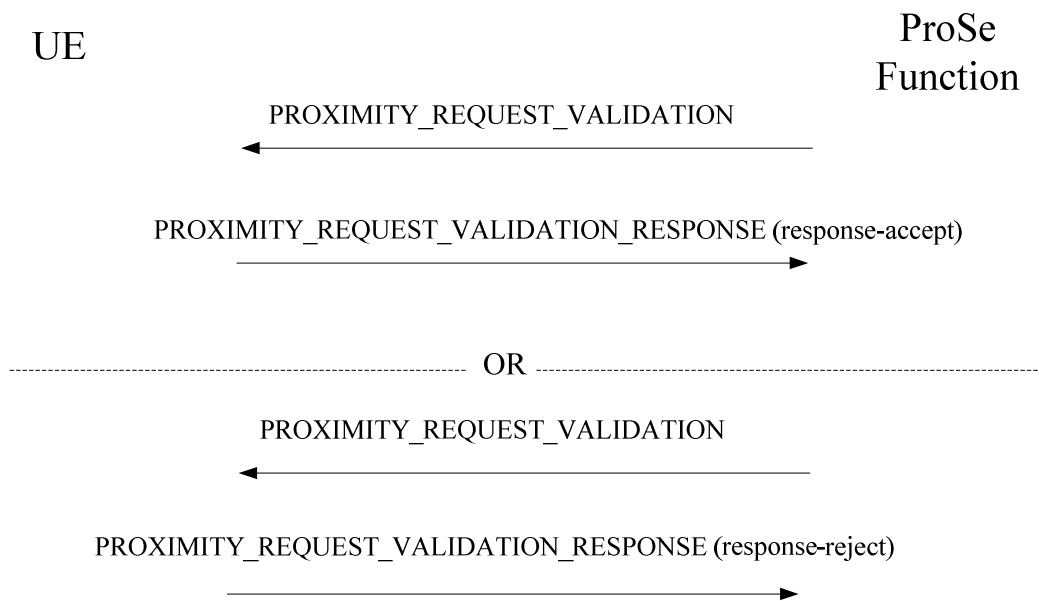 UE
ProSe
Function
PROXIMITY_REQUEST_VALIDATION
PROXIMITY_REQUEST_VALIDATION_RESPONSE (response-accept)
OR
PROXIMITY_REQUEST_VALIDATION
PROXIMITY_REQUEST_VALIDATION_RESPONSE (response-reject)